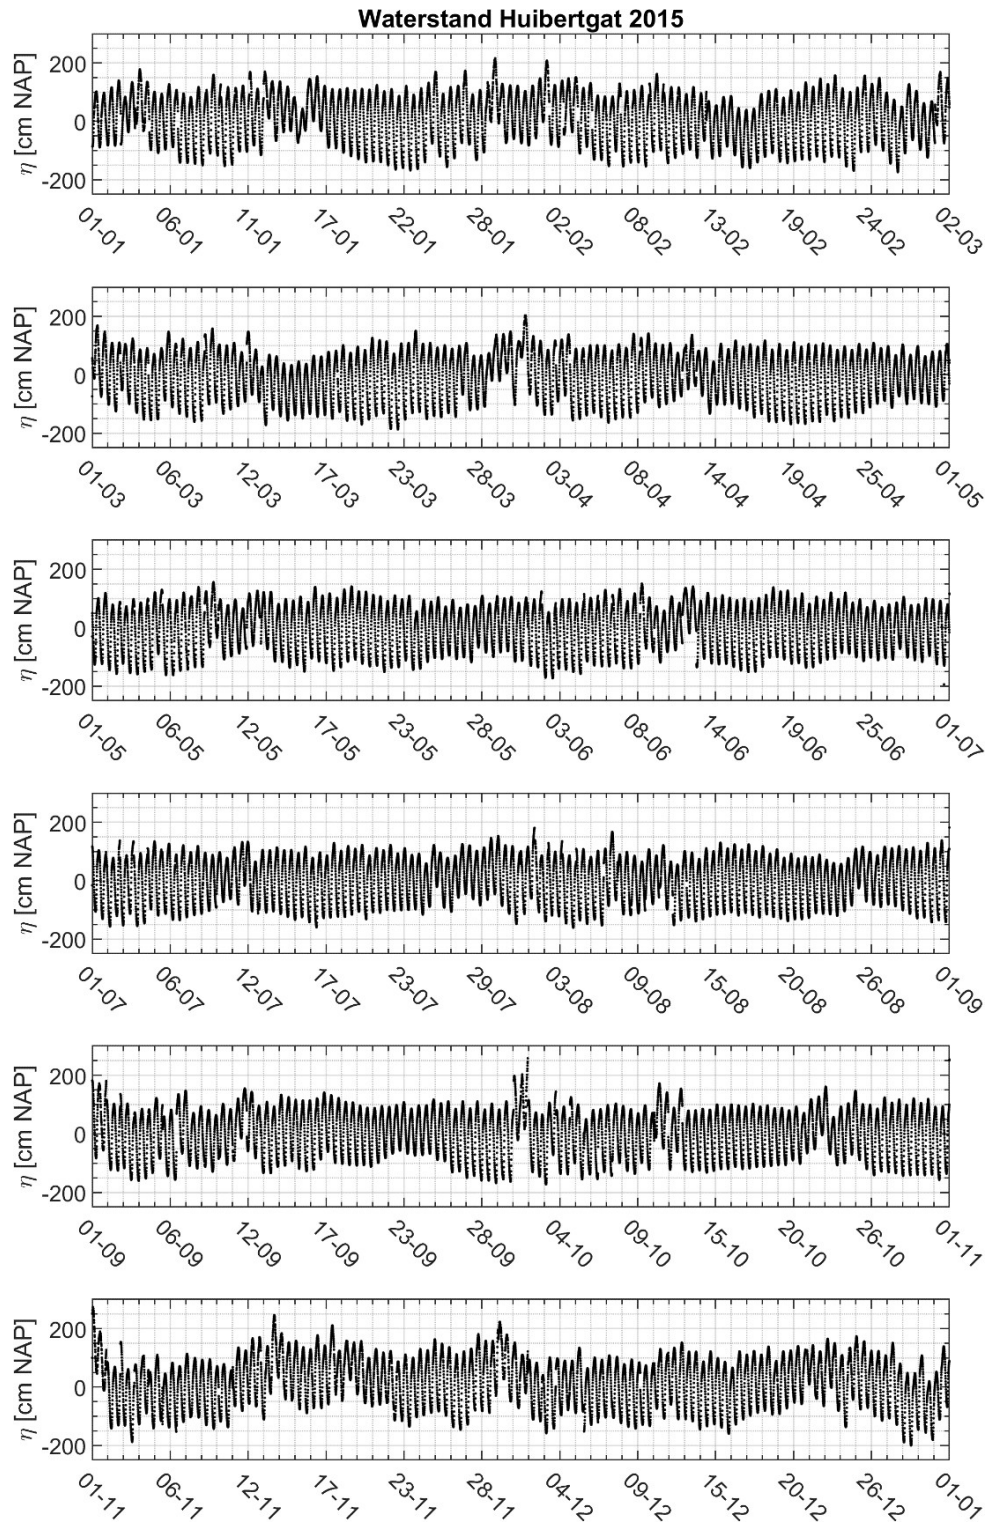 Waterstand Huibertgat 2015
η [cm NAP]
200
0
-200
01-01 06-01 11-01 17-01 22-01 28-01 02-02 08-02 13-02 19-02 24-02 02-03
η [cm NAP]
200
0
-200
01-03 06-03 12-03 17-03 23-03 28-03 03-04 08-04 14-04 19-04 25-04 01-05
η [cm NAP]
200
0
-200
01-05 06-05 12-05 17-05 23-05 28-05 03-06 08-06 14-06 19-06 25-06 01-07
η [cm NAP]
200
0
-200
01-07 06-07 12-07 17-07 23-07 29-07 03-08 09-08 15-08 20-08 26-08 01-09
η [cm NAP]
200
0
-200
01-09 06-09 12-09 17-09 23-09 28-09 04-10 09-10 15-10 20-10 26-10 01-11
η [cm NAP]
200
0
-200
01-11 06-11 12-11 17-11 23-11 28-11 04-12 09-12 15-12 20-12 26-12 01-01